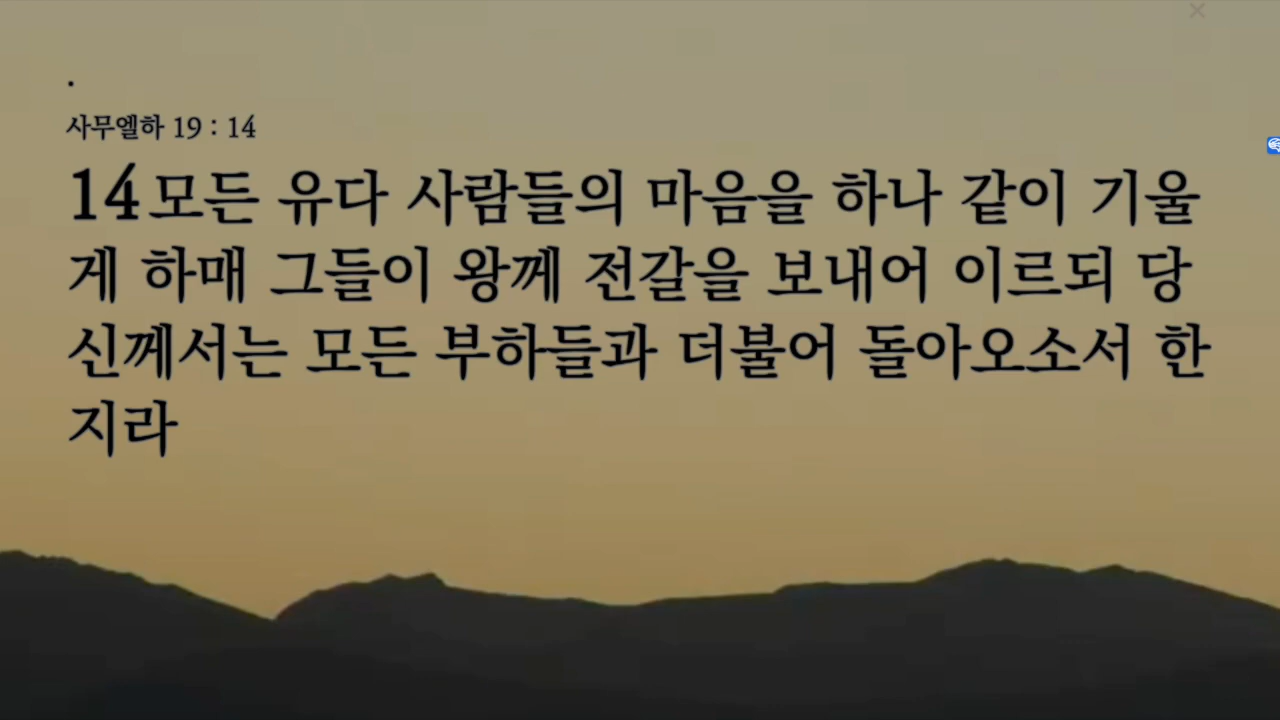 .
사무엘하 19 : 14
14모든 유다 사람들의 마음을 하나 같이 기울
게 하매 그들이 왕께 전갈을 보내어 이르되 당
신께서는 모든 부하들과 더불어 돌아오소서 한
지라